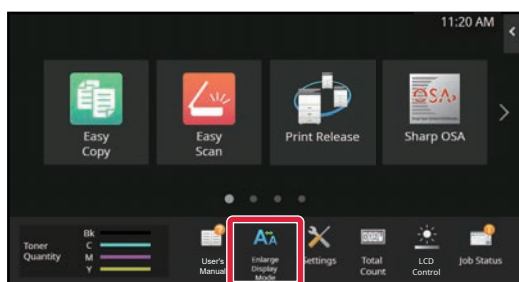 11:20 AM
Easy
Copy
Easy
Scan
Print Release
OSA
Sharp OSA
Toner
Quantity
Bk
C
M
Y
User's
Manual
Enlarge
Display
Mode
Settings
Total
Count
LCD
Control
Job Status